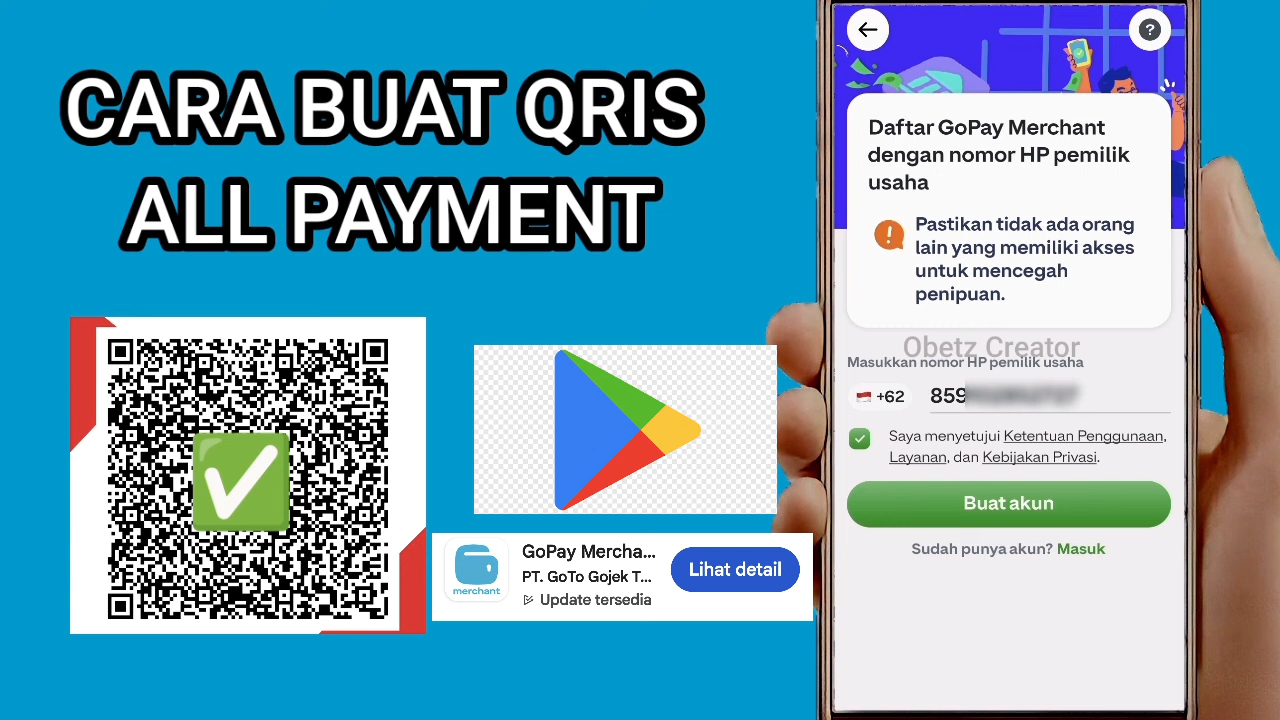 CARA BUAT QRIS
ALL PAYMENT
GoPay Mercha...
PT. GoTo Gojek T...
Update tersedia
Lihat detail
merchant
?
Daftar GoPay Merchant
dengan nomor HP pemilik
usaha
Pastikan tidak ada orang
lain yang memiliki akses
untuk mencegah
penipuan.
Obetz Creator
Masukkan nomor HP pemilik usaha
+62 859
Saya menyetujui Ketentuan Penggunaan,
Layanan, dan Kebijakan Privasi.
Buat akun
Sudah punya akun? Masuk